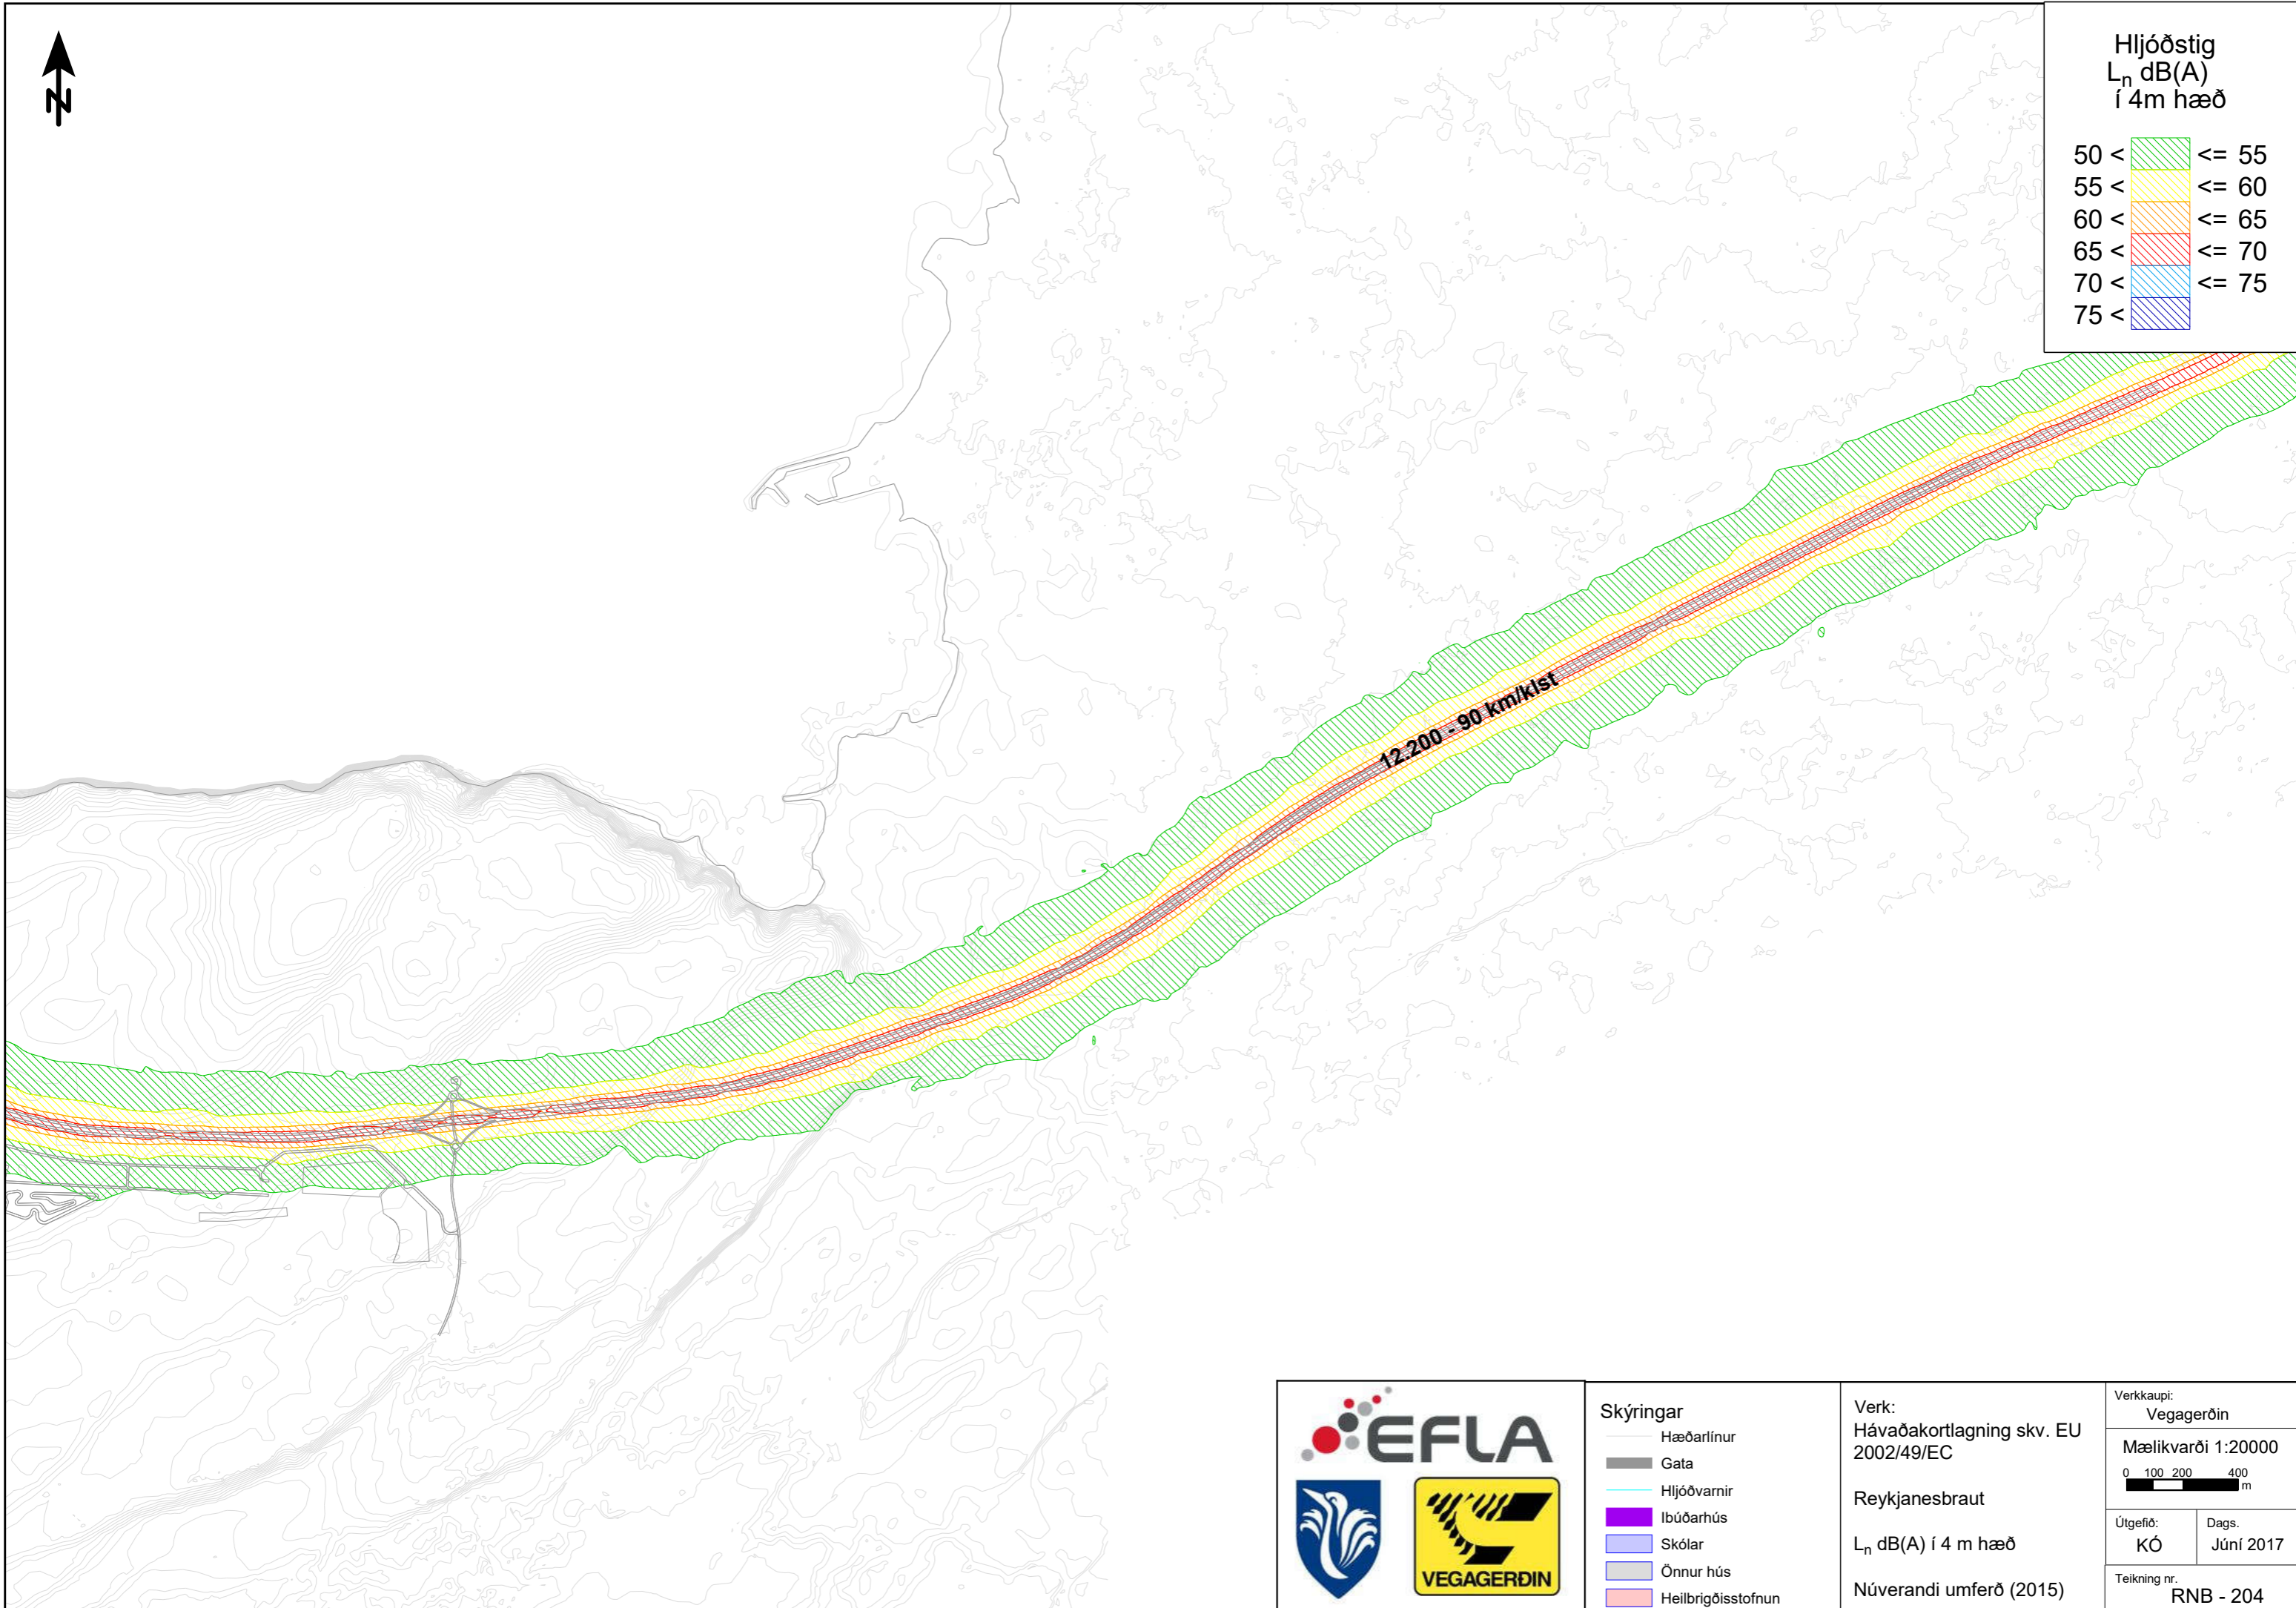 N
Hljóðstig
Ln dB(A)
í 4m hæð
50 < <= 55
55 < <= 60
60 < <= 65
65 < <= 70
70 < <= 75
75 <
12.200 - 90 km/klst
EFLA
VEGAGERÐIN
Skýringar
Hæðarlínur
Gata
Hljóðvarnir
Ibúðarhús
Skólar
Önnur hús
Heilbrigðisstofnun
Verk:
Hávaðakortlagning skv. EU
2002/49/EC
Reykjanesbraut
Ln dB(A) í 4 m hæð
Núverandi umferð (2015)
Verkkaupi:
Vegagerðin
Mælikvarði 1:20000
0 100 200 400
m
Útgefið:
KÓ
Dags.
Júní 2017
Teikning nr.
RNB - 204